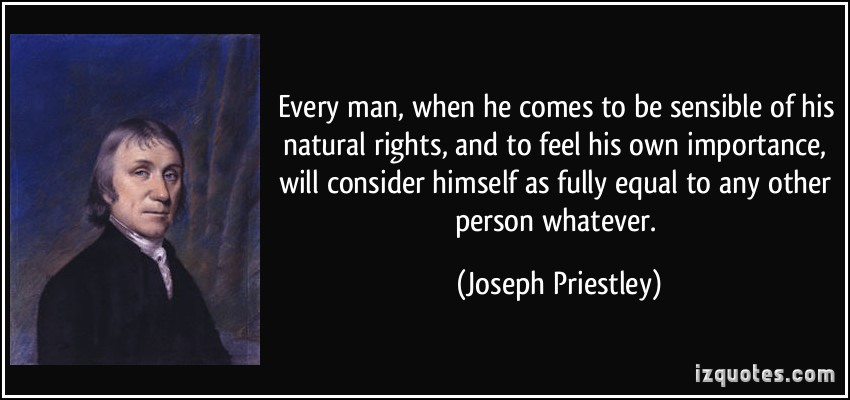 Every man, when he comes to be sensible of his
natural rights, and to feel his own importance,
will consider himself as fully equal to any other
person whatever.
(Joseph Priestley)
izquotes.com